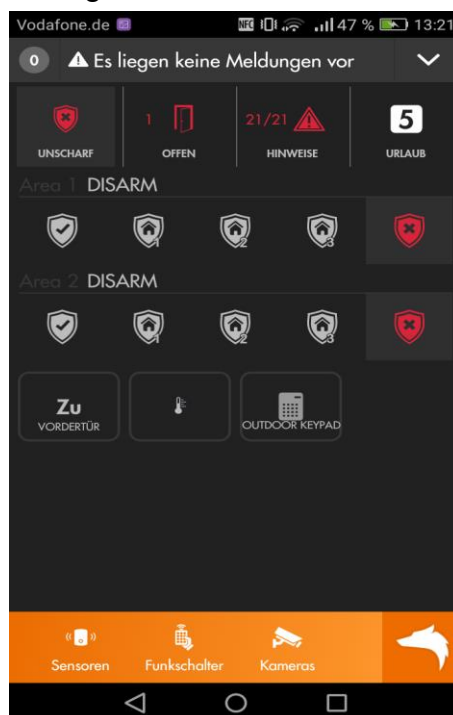 Vodafone.de NFC 47 % 13:21
0 Es liegen keine Meldungen vor
1 21/21 5
UNSCHARF OFFEN HINWEISE URLAUB
Area 1 DISARM
1 2 3
Area 2 DISARM
1 2 3
Zu
VORDERTÜR OUTDOOR KEYPAD
Sensoren Funkschalter Kameras